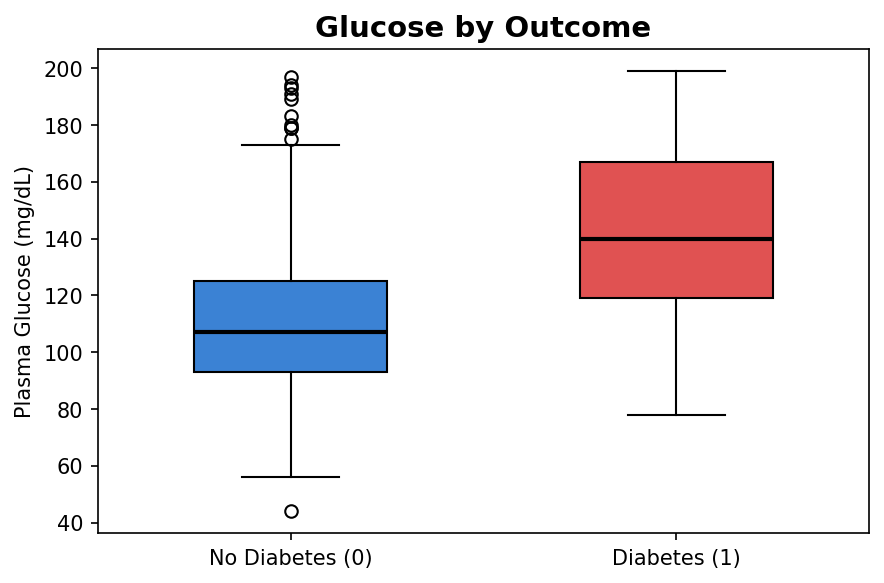 Glucose by Outcome
Plasma Glucose (mg/dL)
200
180
160
140
120
100
80
60
40
No Diabetes (0)
Diabetes (1)